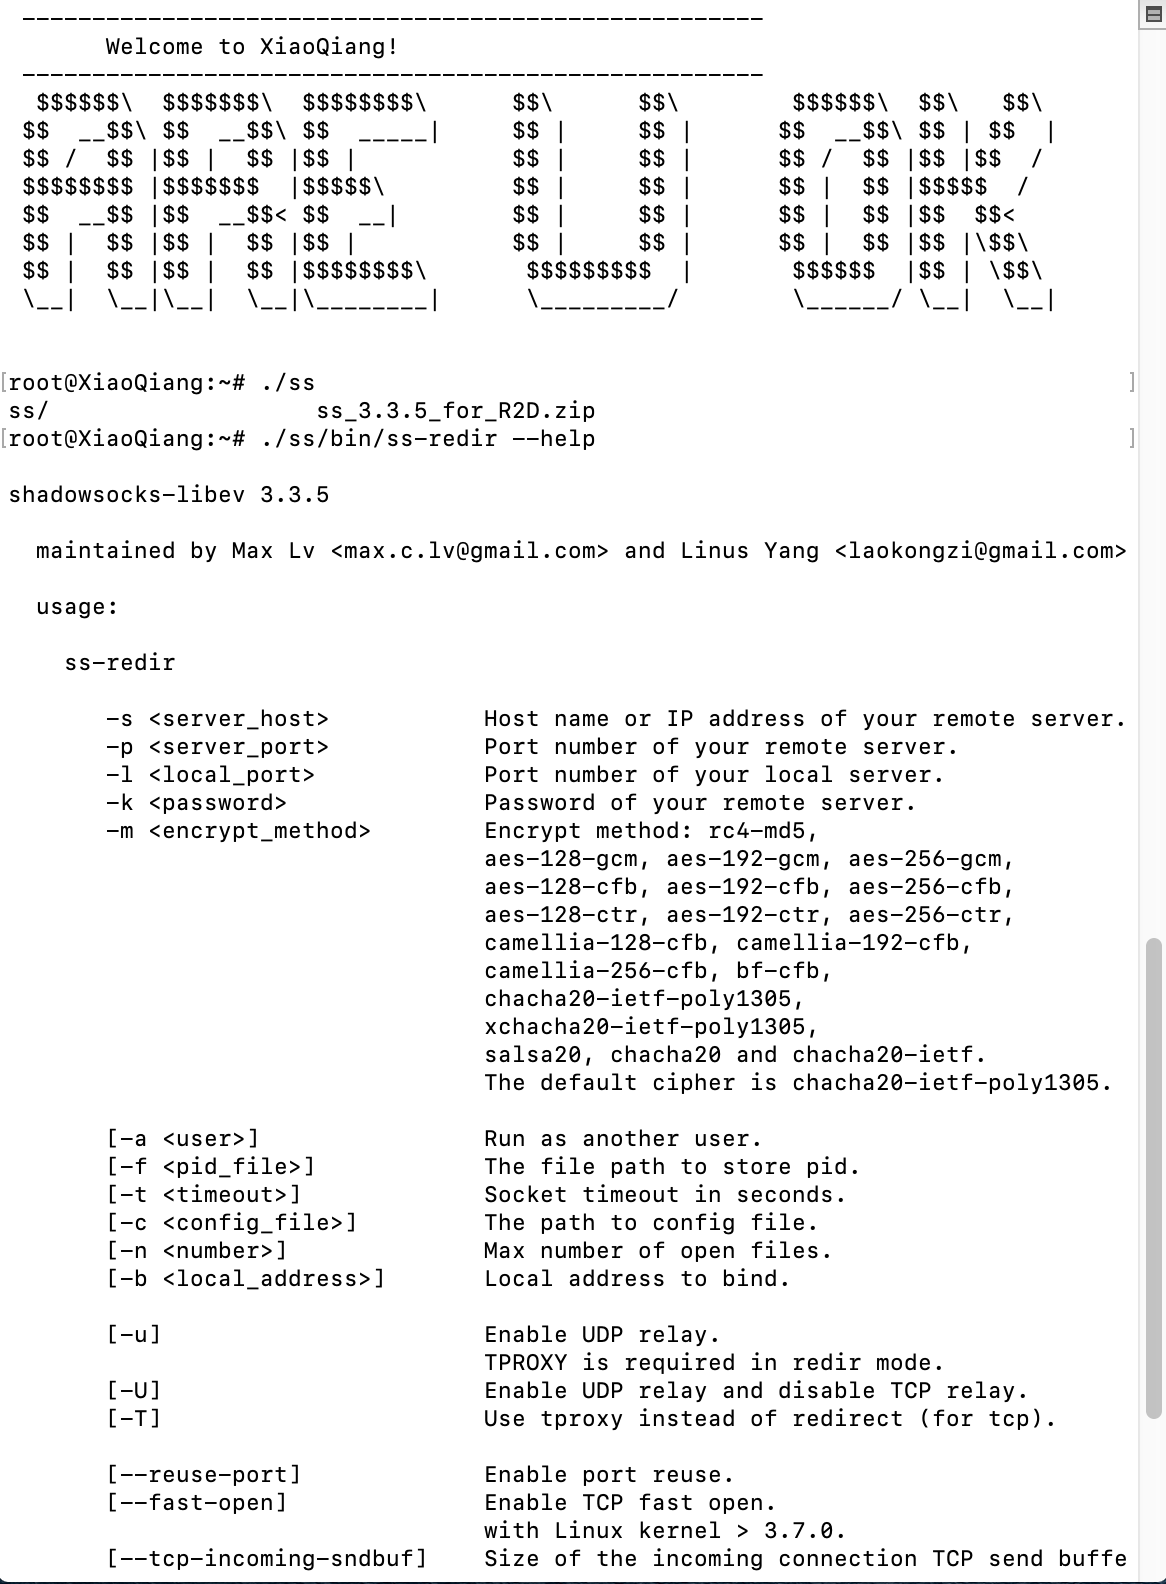 -----------------------------------------------------
      Welcome to XiaoQiang!
-----------------------------------------------------
  $$$$$$\  $$$$$$$\  $$$$$$$$\      $$\      $$\        $$$$$$\  $$\   $$\
 $$  __$$\ $$  __$$\ $$  _____|     $$ |     $$ |      $$  __$$\ $$ | $$  |
 $$ /  $$ |$$ |  $$ |$$ |           $$ |     $$ |      $$ /  $$ |$$ |$$  /
 $$$$$$$$ |$$$$$$$  |$$$$$\         $$ |     $$ |      $$ |  $$ |$$$$$  /
 $$  __$$ |$$  __$$< $$  __|        $$ |     $$ |      $$ |  $$ |$$  $$<
 $$ |  $$ |$$ |  $$ |$$ |           $$ |     $$ |      $$ |  $$ |$$ |\$$\
 $$ |  $$ |$$ |  $$ |$$$$$$$$\       $$$$$$$$$  |       $$$$$$  |$$ | \$$\
 \__|  \__|\__|  \__|\________|      \_________/        \______/ \__|  \__|
[root@XiaoQiang:~# ./ss ]
ss/                   ss_3.3.5_for_R2D.zip
[root@XiaoQiang:~# ./ss/bin/ss-redir --help ]
shadowsocks-libev 3.3.5
  maintained by Max Lv <max.c.lv@gmail.com> and Linus Yang <laokongzi@gmail.com>
  usage:
    ss-redir
       -s <server_host>           Host name or IP address of your remote server.
       -p <server_port>           Port number of your remote server.
       -l <local_port>            Port number of your local server.
       -k <password>              Password of your remote server.
       -m <encrypt_method>        Encrypt method: rc4-md5,
                                  aes-128-gcm, aes-192-gcm, aes-256-gcm,
                                  aes-128-cfb, aes-192-cfb, aes-256-cfb,
                                  aes-128-ctr, aes-192-ctr, aes-256-ctr,
                                  camellia-128-cfb, camellia-192-cfb,
                                  camellia-256-cfb, bf-cfb,
                                  chacha20-ietf-poly1305,
                                  xchacha20-ietf-poly1305,
                                  salsa20, chacha20 and chacha20-ietf.
                                  The default cipher is chacha20-ietf-poly1305.
       [-a <user>]                Run as another user.
       [-f <pid_file>]            The file path to store pid.
       [-t <timeout>]             Socket timeout in seconds.
       [-c <config_file>]         The path to config file.
       [-n <number>]              Max number of open files.
       [-b <local_address>]       Local address to bind.
       [-u]                       Enable UDP relay.
                                  TPROXY is required in redir mode.
       [-U]                       Enable UDP relay and disable TCP relay.
       [-T]                       Use tproxy instead of redirect (for tcp).
       [--reuse-port]             Enable port reuse.
       [--fast-open]              Enable TCP fast open.
                                  with Linux kernel > 3.7.0.
       [--tcp-incoming-sndbuf]    Size of the incoming connection TCP send buffe